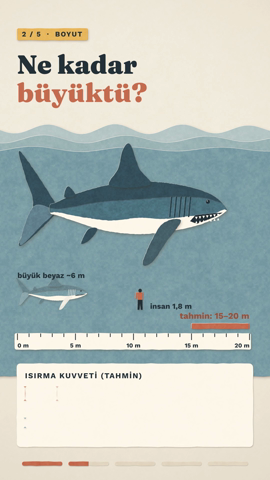 2 / 5 · BOYUT
Ne kadar
büyüktü?
büyük beyaz ~6 m
insan 1,8 m
tahmin: 15–20 m
0 m 5 m 10 m 15 m 20 m
ISIRMA KUVVETİ (TAHMİN)